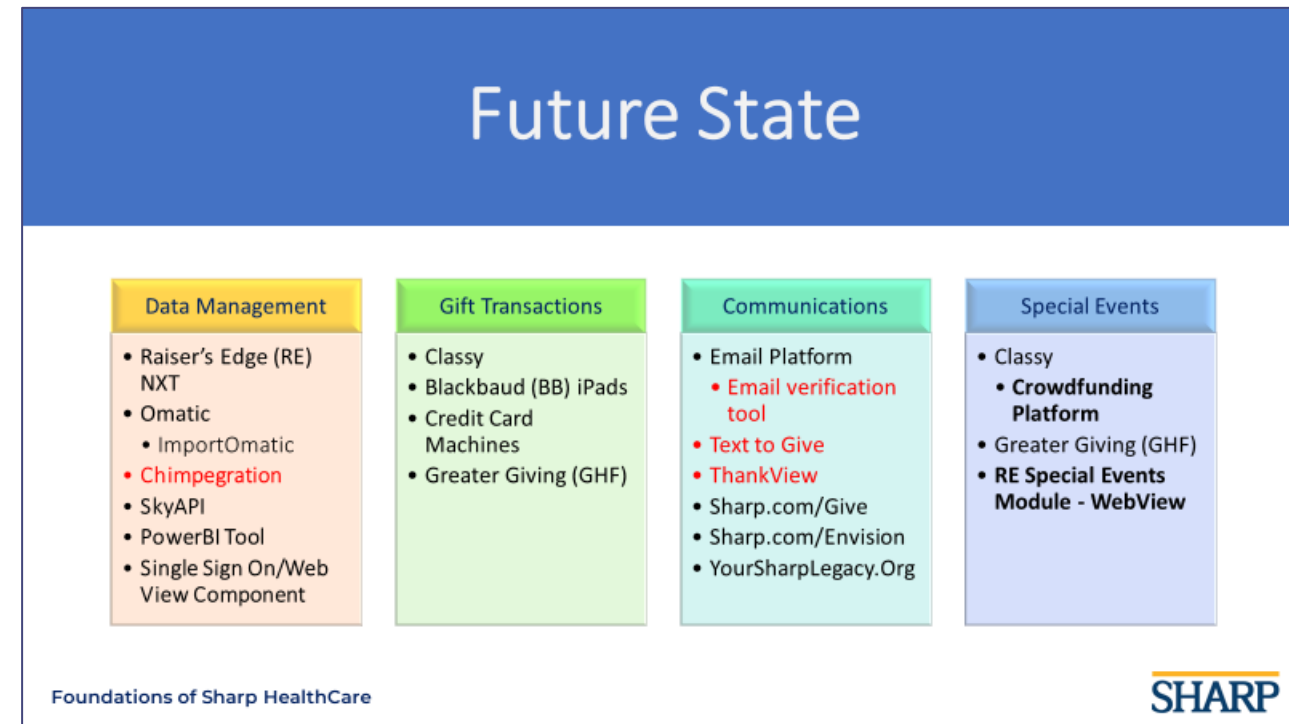 Future State
Data Management
• Raiser's Edge (RE)
NXT
• Omatic
• ImportOmatic
• Chimpegration
• SkyAPI
• PowerBI Tool
• Single Sign On/Web
View Component
Gift Transactions
• Classy
• Blackbaud (BB) iPads
• Credit Card
Machines
• Greater Giving (GHF)
Communications
• Email Platform
• Email verification
tool
• Text to Give
• ThankView
• Sharp.com/Give
• Sharp.com/Envision
• YourSharpLegacy.Org
Special Events
• Classy
• Crowdfunding
Platform
• Greater Giving (GHF)
• RE Special Events
Module - WebView
Foundations of Sharp HealthCare
SHARP